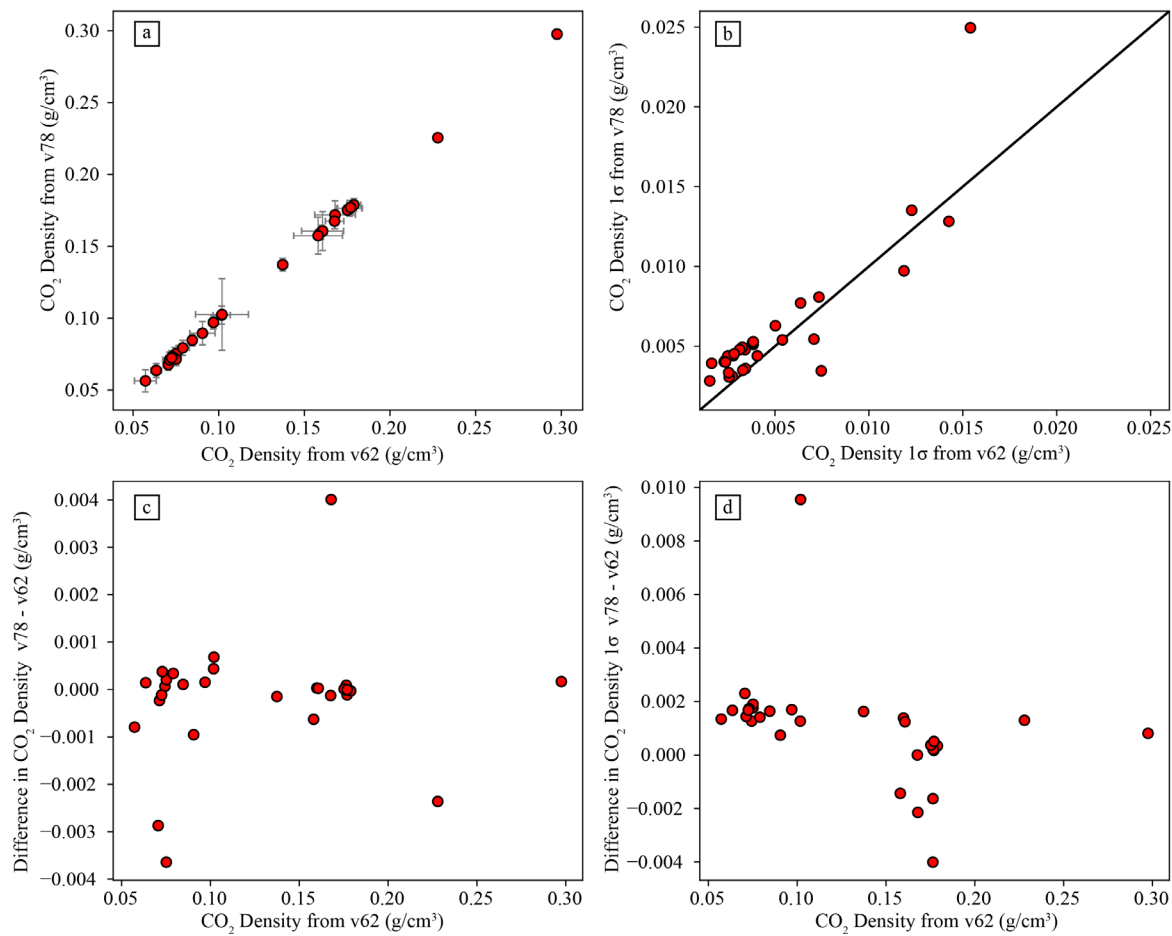 a
0.30
0.25
0.20
0.15
0.10
0.05
CO₂ Density from v78 (g/cm³)
0.05 0.10 0.15 0.20 0.25 0.30
CO₂ Density from v62 (g/cm³)
b
0.025
0.020
0.015
0.010
0.005
CO₂ Density 1σ from v78 (g/cm³)
0.005 0.010 0.015 0.020 0.025
CO₂ Density 1σ from v62 (g/cm³)
c
0.004
0.003
0.002
0.001
0.000
−0.001
−0.002
−0.003
−0.004
Difference in CO₂ Density v78 - v62 (g/cm³)
0.05 0.10 0.15 0.20 0.25 0.30
CO₂ Density from v62 (g/cm³)
d
0.010
0.008
0.006
0.004
0.002
0.000
−0.002
−0.004
Difference in CO₂ Density 1σ v78 - v62 (g/cm³)
0.05 0.10 0.15 0.20 0.25 0.30
CO₂ Density from v62 (g/cm³)